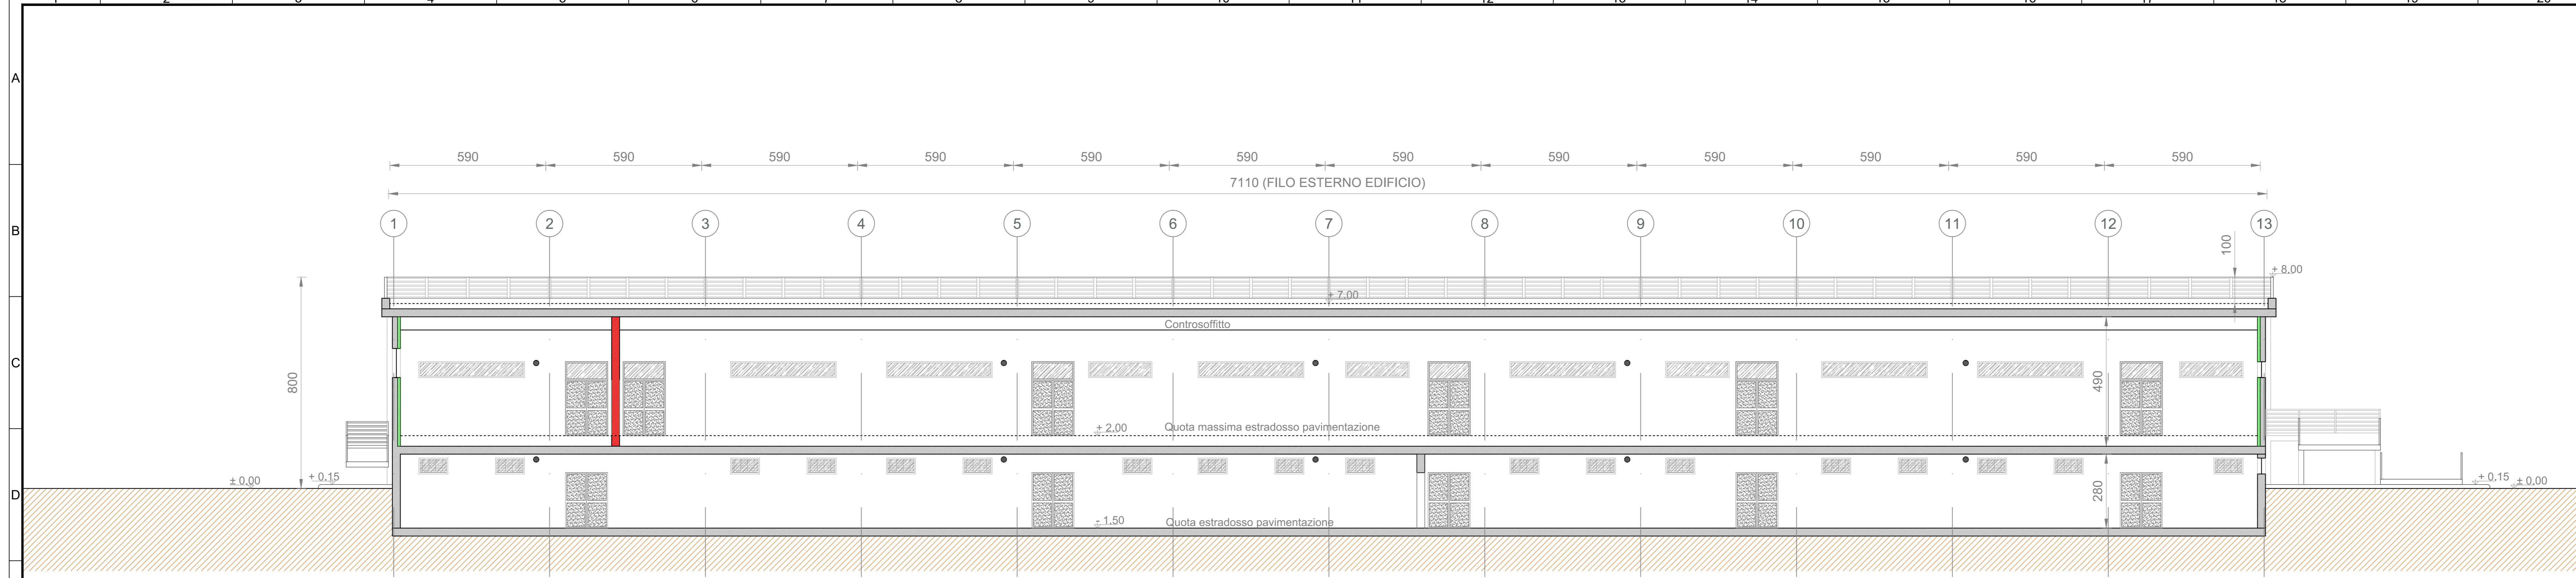 590 590 590 590 590 590 590 590 590 590 590 590
7110 (FILO ESTERNO EDIFICIO)
A
B
C
D
1 2 3 4 5 6 7 8 9 10 11 12 13
100
+ 8.00
+ 7.00
Controsoffitto
800
490
+ 2.00 Quota massima estradosso pavimentazione
± 0.00 + 0.15
+ 0.15 ± 0.00
280
- 1.50 Quota estradosso pavimentazione